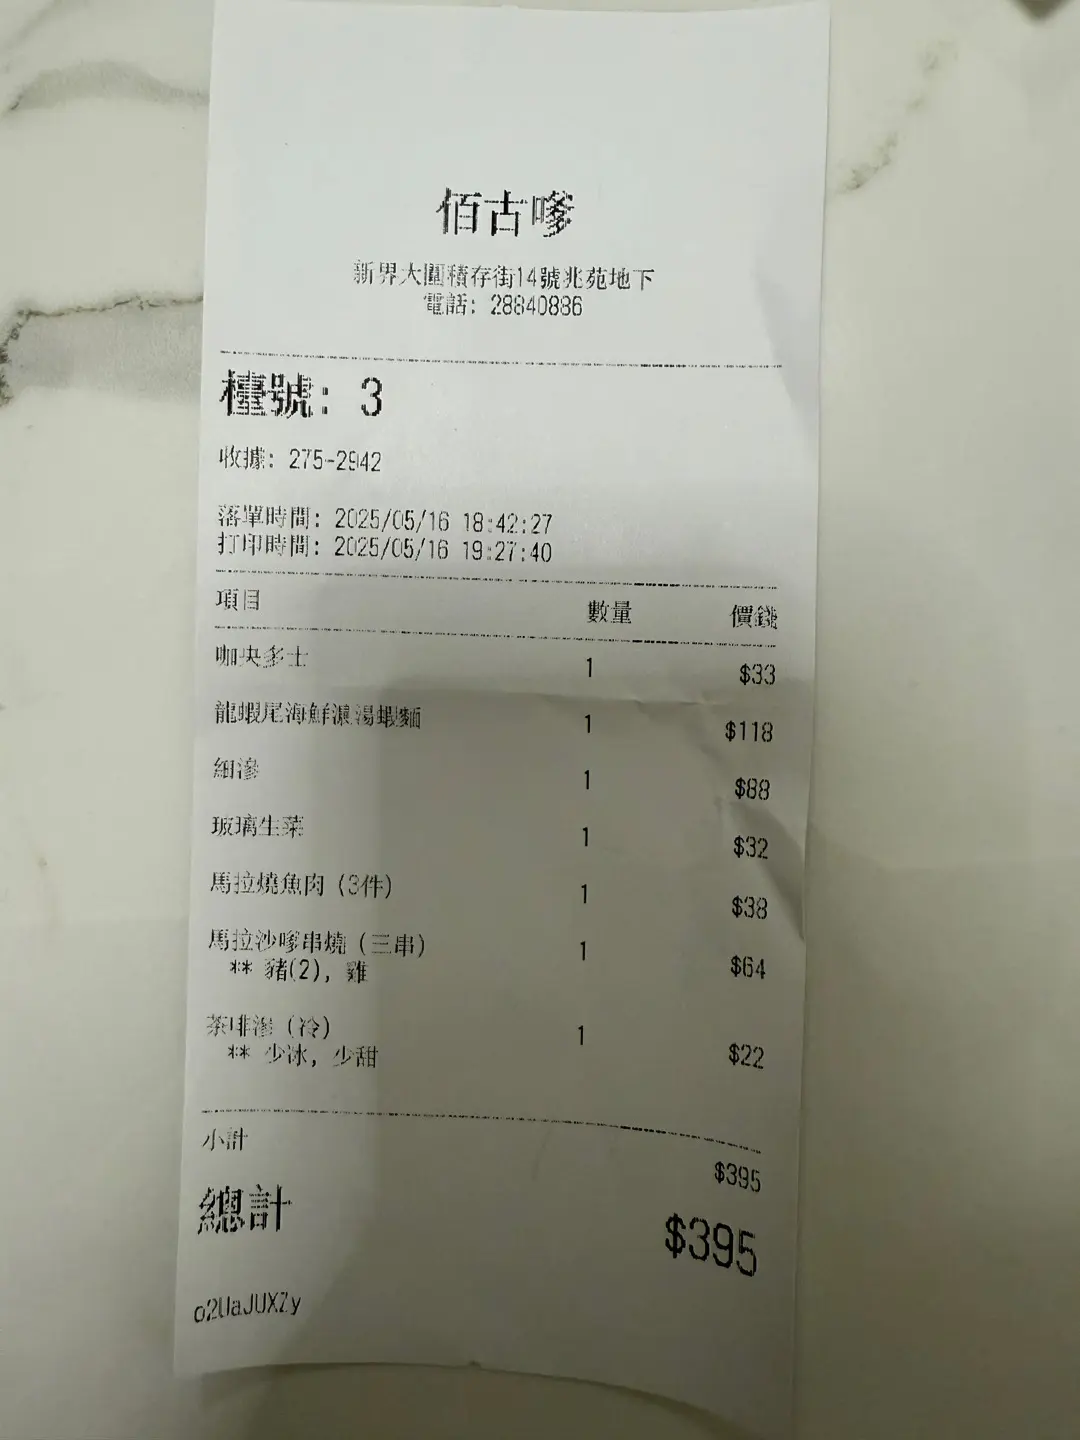 佰古嗲
新界大圍積存街14號兆苑地下
電話: 28840886
檯號: 3
收據: 275-2942
落單時間: 2025/05/16 18:42:27
打印時間: 2025/05/16 19:27:40
項目 數量 價錢
咖央多士 1 $33
龍蝦尾海鮮濃湯蝦麵 1 $118
細滲 1 $88
玻璃生菜 1 $32
馬拉燒魚肉 (3件) 1 $38
馬拉沙嗲串燒 (三串) 1 $64
** 豬(2), 雞
茶啡滲 (冷) 1 $22
** 少冰, 少甜
小計 $395
總計 $395
o2UaJUXZy